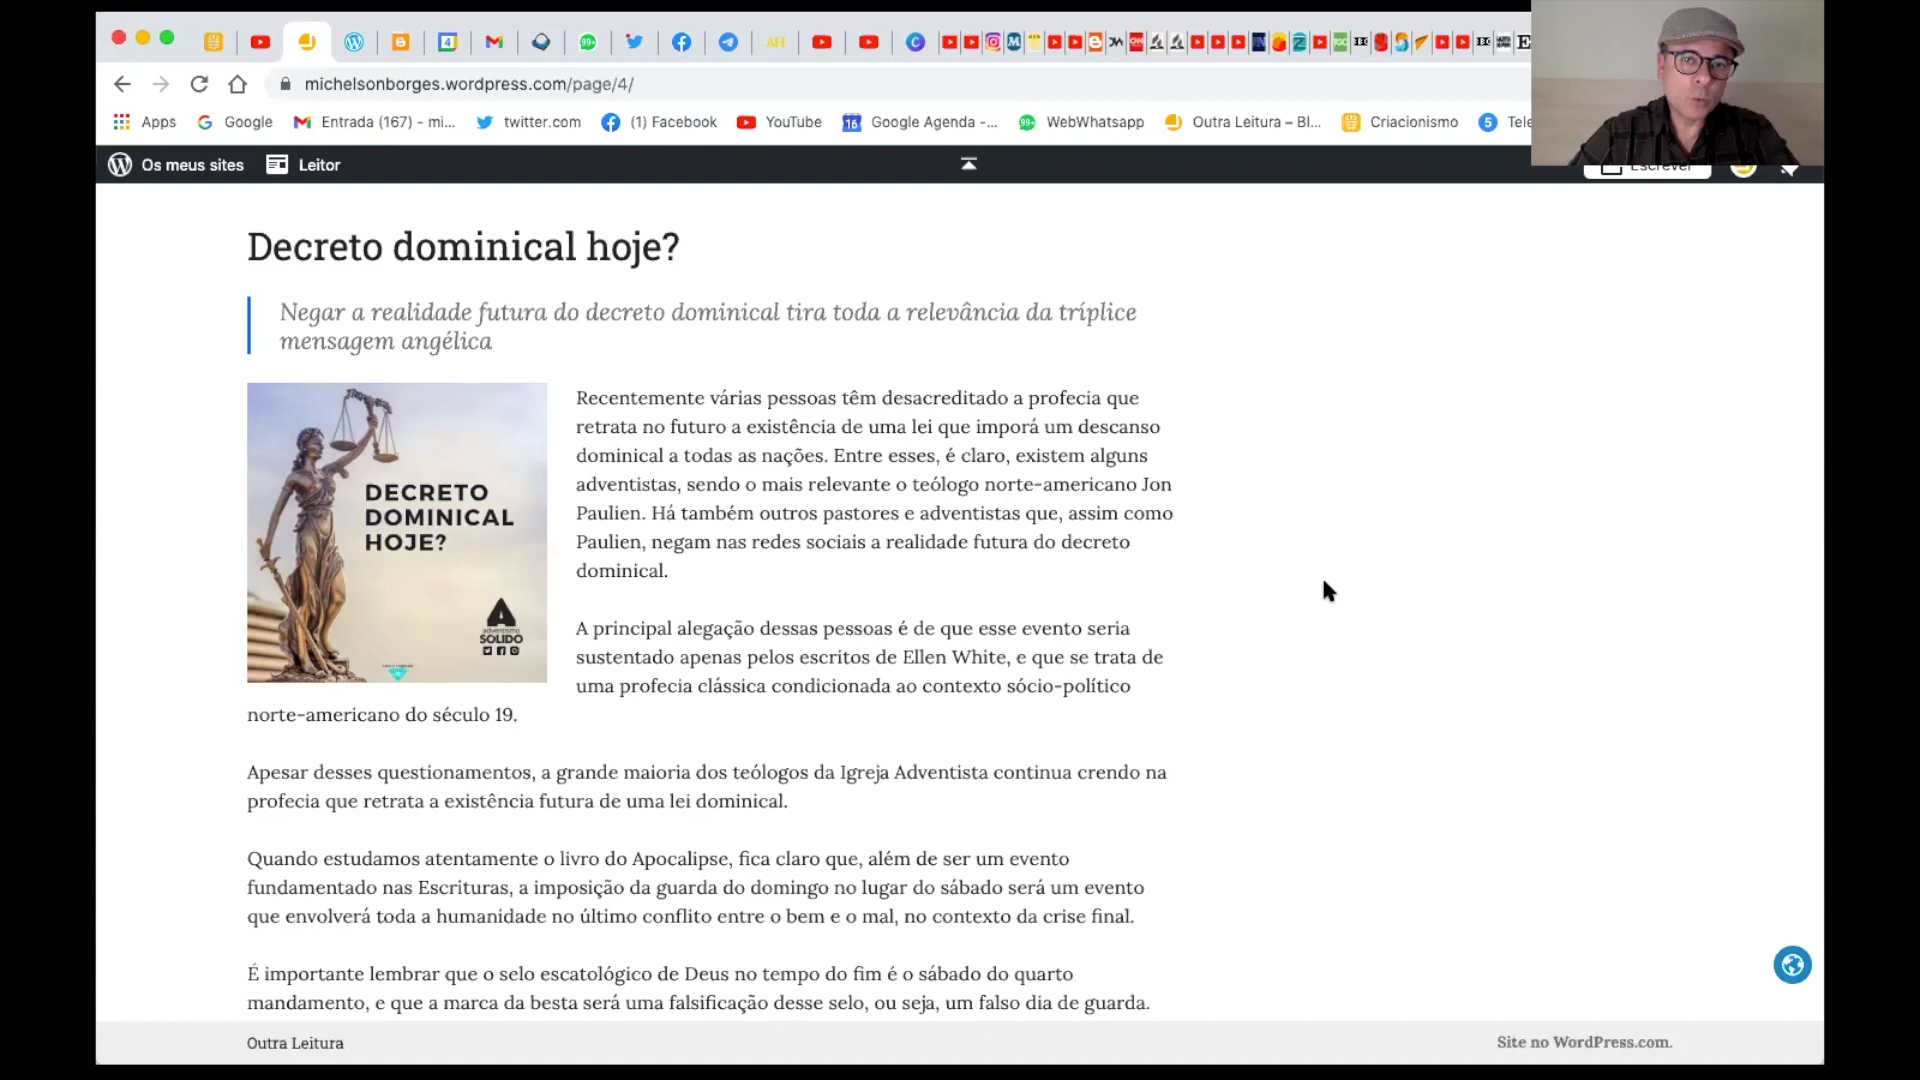 michelsonborges.wordpress.com/page/4/
Apps Google Entrada (167) - mi... twitter.com (1) Facebook YouTube Google Agenda -... WebWhatsapp Outra Leitura – Bl... Criacionismo
Os meus sites Leitor
Decreto dominical hoje?
Negar a realidade futura do decreto dominical tira toda a relevância da tríplice
mensagem angélica
DECRETO
DOMINICAL
HOJE?
adventismo
SÓLIDO
Recentemente várias pessoas têm desacreditado a profecia que
retrata no futuro a existência de uma lei que imporá um descanso
dominical a todas as nações. Entre esses, é claro, existem alguns
adventistas, sendo o mais relevante o teólogo norte-americano Jon
Paulien. Há também outros pastores e adventistas que, assim como
Paulien, negam nas redes sociais a realidade futura do decreto
dominical.
A principal alegação dessas pessoas é de que esse evento seria
sustentado apenas pelos escritos de Ellen White, e que se trata de
uma profecia clássica condicionada ao contexto sócio-político
norte-americano do século 19.
Apesar desses questionamentos, a grande maioria dos teólogos da Igreja Adventista continua crendo na
profecia que retrata a existência futura de uma lei dominical.
Quando estudamos atentamente o livro do Apocalipse, fica claro que, além de ser um evento
fundamentado nas Escrituras, a imposição da guarda do domingo no lugar do sábado será um evento
que envolverá toda a humanidade no último conflito entre o bem e o mal, no contexto da crise final.
É importante lembrar que o selo escatológico de Deus no tempo do fim é o sábado do quarto
mandamento, e que a marca da besta será uma falsificação desse selo, ou seja, um falso dia de guarda.
Outra Leitura
Site no WordPress.com.